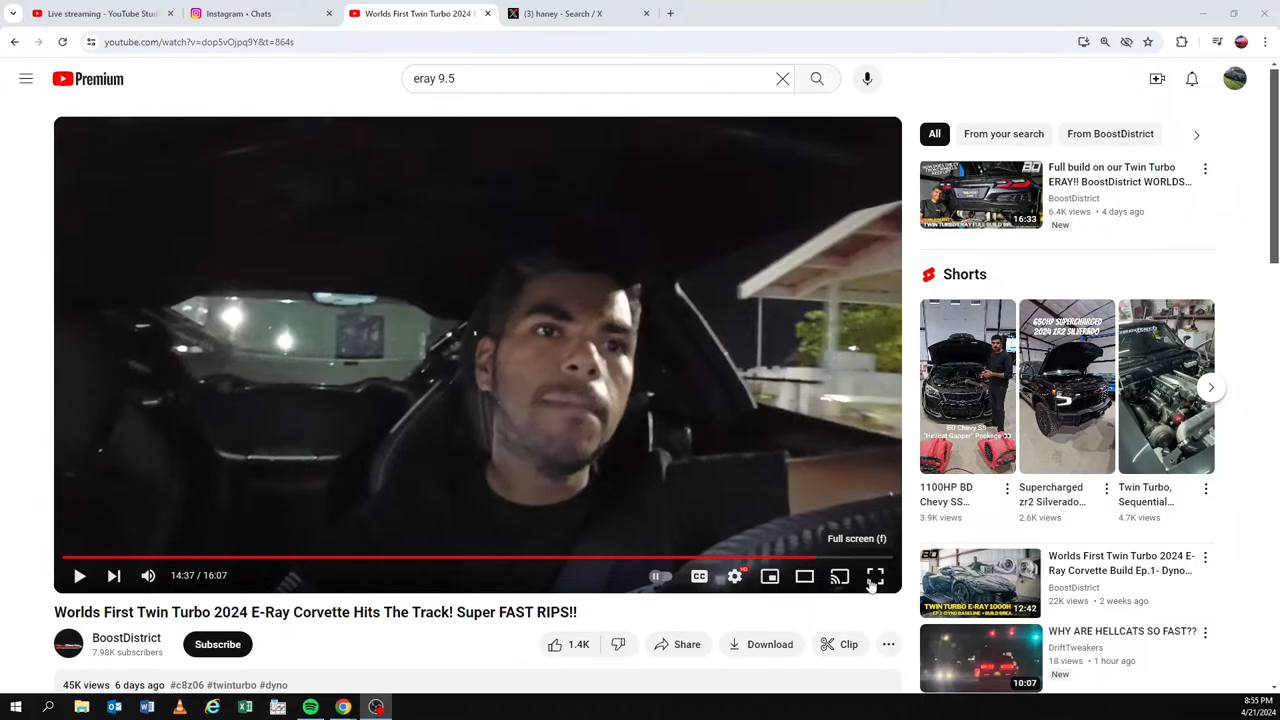 Live streaming - YouTube Stud
Instagram • Chats
Worlds First Twin Turbo 2024 E
(3) haney - Search / X
youtube.com/watch?v=dop5vOjpq9Y&t=864s
Premium
eray 9.5
All
From your search
From BoostDistrict
Full build on our Twin Turbo
ERAY!! BoostDistrict WORLDS...
BoostDistrict
6.4K views • 4 days ago
New
16:33
Shorts
650HP SUPERCHARGED
2024 ZR2 SILVERADO
1100HP BD
Chevy SS...
3.9K views
Supercharged
zr2 Silverado...
2.6K views
Twin Turbo,
Sequential...
4.7K views
Full screen (f)
14:37 / 16:07
CC
HD
Worlds First Twin Turbo 2024 E-Ray Corvette Hits The Track! Super FAST RIPS!!
BoostDistrict
7.98K subscribers
Subscribe
1.4K
Share
Download
Clip
45K views 6 days ago #c8z06 #twinturbo #dyno
Worlds First Twin Turbo 2024 E-
Ray Corvette Build Ep.1- Dyno...
BoostDistrict
22K views • 2 weeks ago
12:42
WHY ARE HELLCATS SO FAST??
DriftTweakers
18 views • 1 hour ago
New
10:07
8:55 PM
4/21/2024